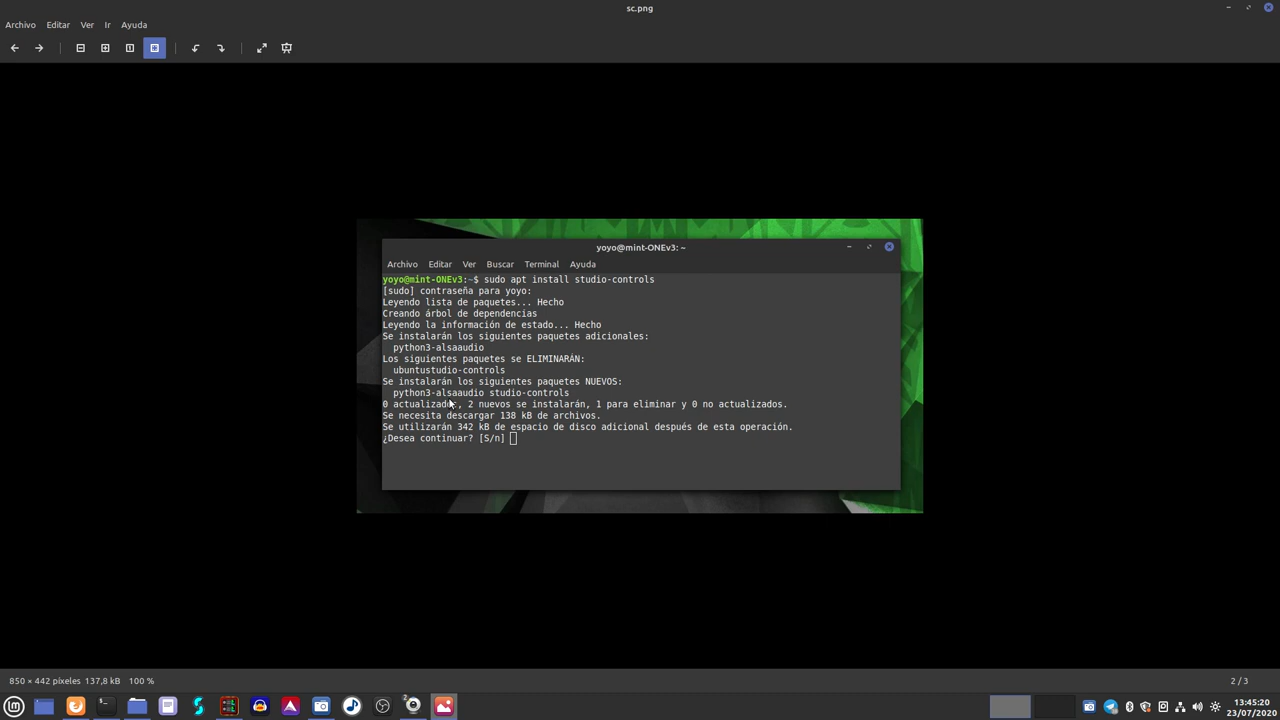 sc.png
Archivo Editar Ver Ir Ayuda
yoyo@mint-ONEv3: ~
Archivo Editar Ver Buscar Terminal Ayuda
yoyo@mint-ONEv3:~$ sudo apt install studio-controls
[sudo] contraseña para yoyo:
Leyendo lista de paquetes... Hecho
Creando árbol de dependencias
Leyendo la información de estado... Hecho
Se instalarán los siguientes paquetes adicionales:
python3-alsaaudio
Los siguientes paquetes se ELIMINARÁN:
ubuntustudio-controls
Se instalarán los siguientes paquetes NUEVOS:
python3-alsaaudio studio-controls
0 actualizados, 2 nuevos se instalarán, 1 para eliminar y 0 no actualizados.
Se necesita descargar 138 kB de archivos.
Se utilizarán 342 kB de espacio de disco adicional después de esta operación.
¿Desea continuar? [S/n]
850 × 442 píxeles 137,8 kB 100 % 2/3
2
13:45:20
23/07/2020